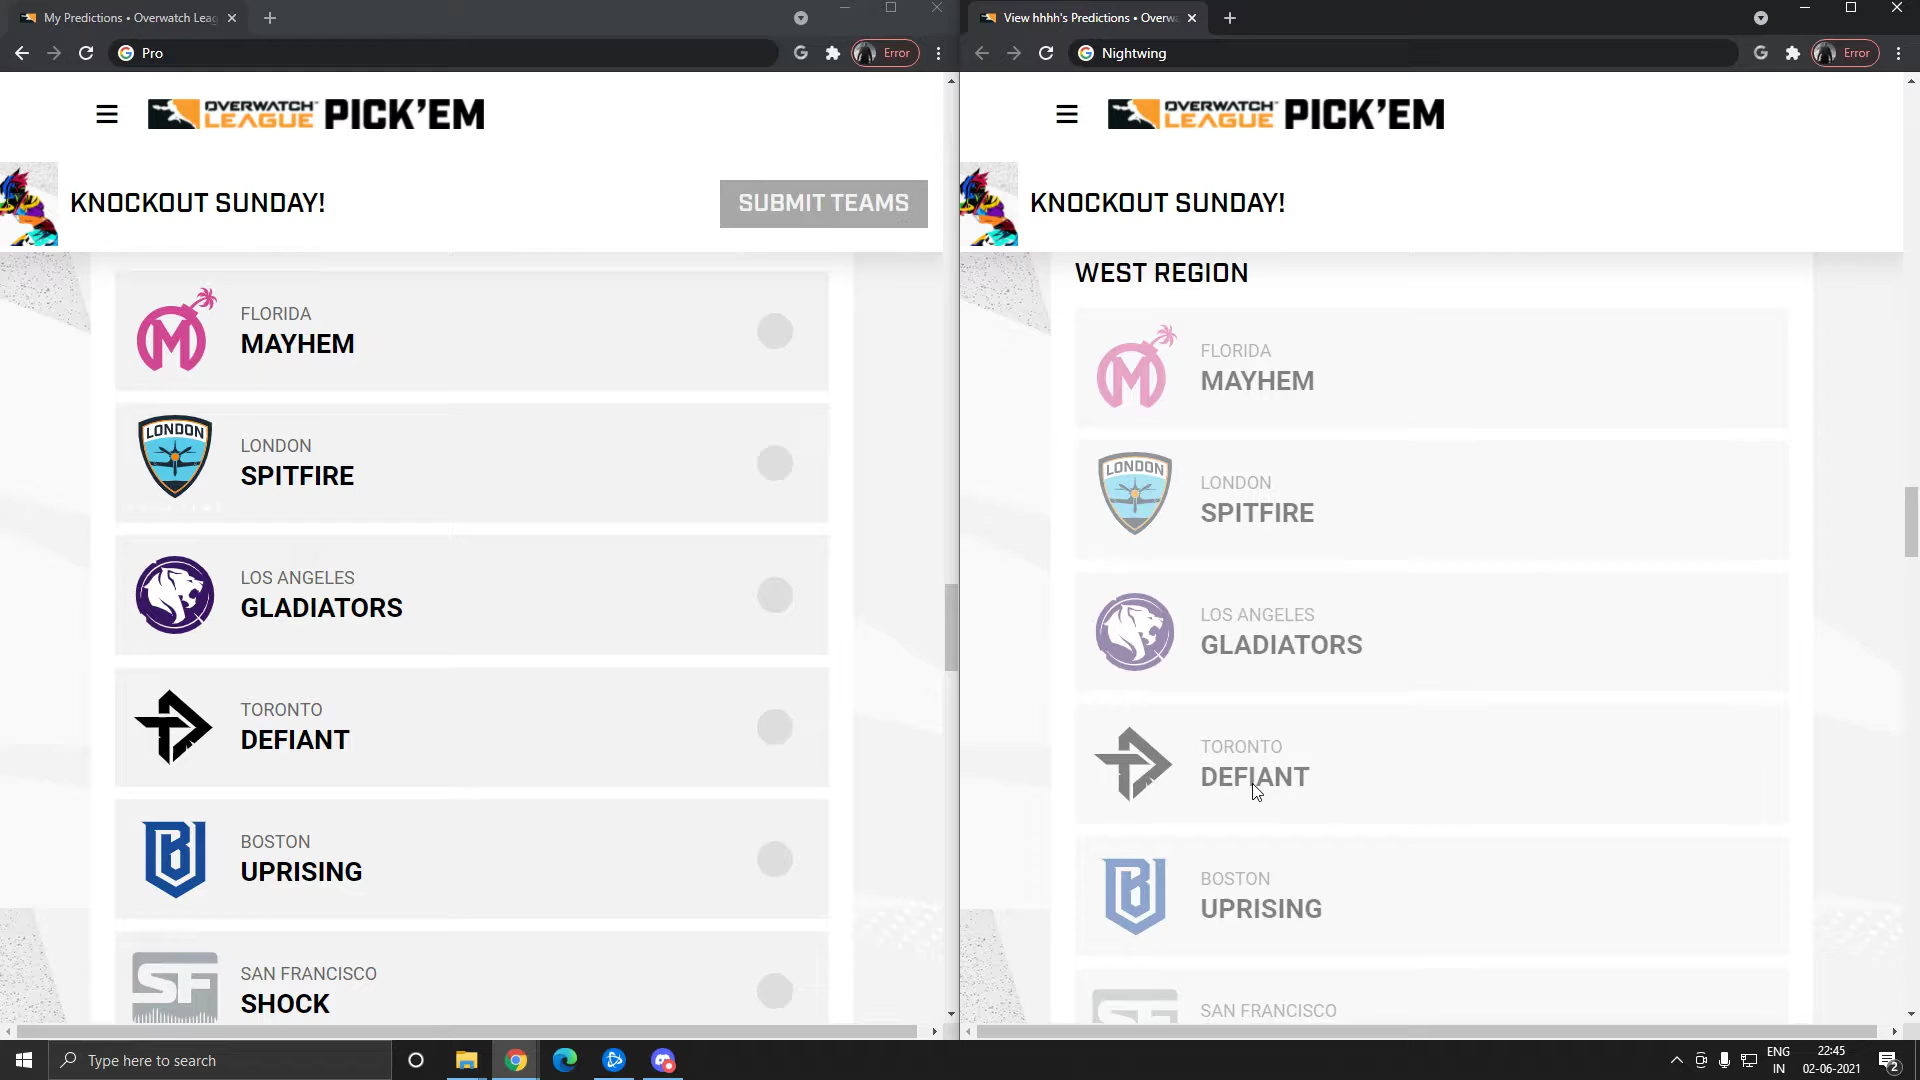 My Predictions • Overwatch Leag
Pro
Error
OVERWATCH LEAGUE PICK'EM
KNOCKOUT SUNDAY!
SUBMIT TEAMS
FLORIDA
MAYHEM
LONDON
LONDON
SPITFIRE
LOS ANGELES
GLADIATORS
TORONTO
DEFIANT
BOSTON
UPRISING
SF
SAN FRANCISCO
SHOCK
View hhhh's Predictions • Overw
Nightwing
Error
OVERWATCH LEAGUE PICK'EM
KNOCKOUT SUNDAY!
WEST REGION
FLORIDA
MAYHEM
LONDON
LONDON
SPITFIRE
LOS ANGELES
GLADIATORS
TORONTO
DEFIANT
BOSTON
UPRISING
SF
SAN FRANCISCO
Type here to search
ENG
IN
22:45
02-06-2021
2